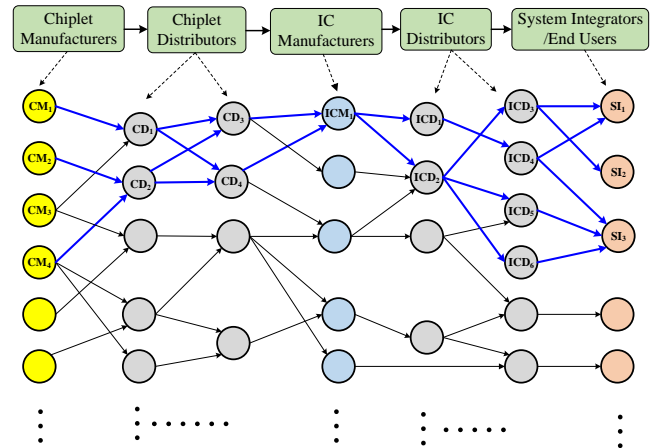 Chiplet
Manufacturers
Chiplet
Distributors
IC
Manufacturers
IC
Distributors
System Integrators
/End Users
CM₁
CD₁
CD₃
ICM₁
ICD₁
ICD₃
SI₁
CM₂
CD₂
CD₄
ICD₂
ICD₄
SI₂
CM₃
ICD₅
SI₃
CM₄
ICD₆